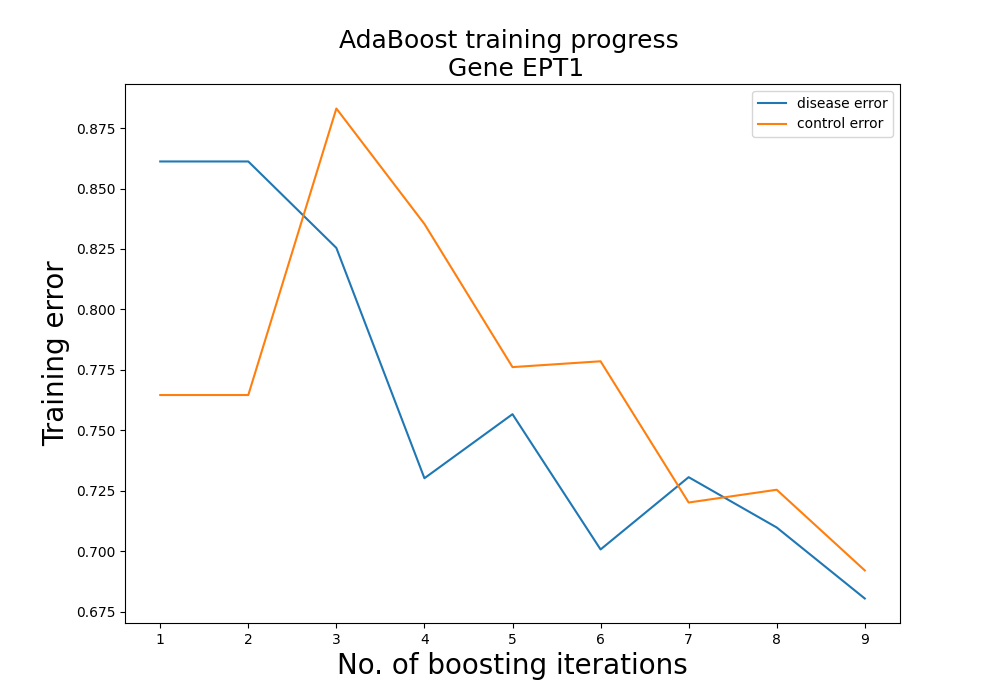 AdaBoost training progress
Gene EPT1
disease error
control error
Training error
0.875
0.850
0.825
0.800
0.775
0.750
0.725
0.700
0.675
1 2 3 4 5 6 7 8 9
No. of boosting iterations